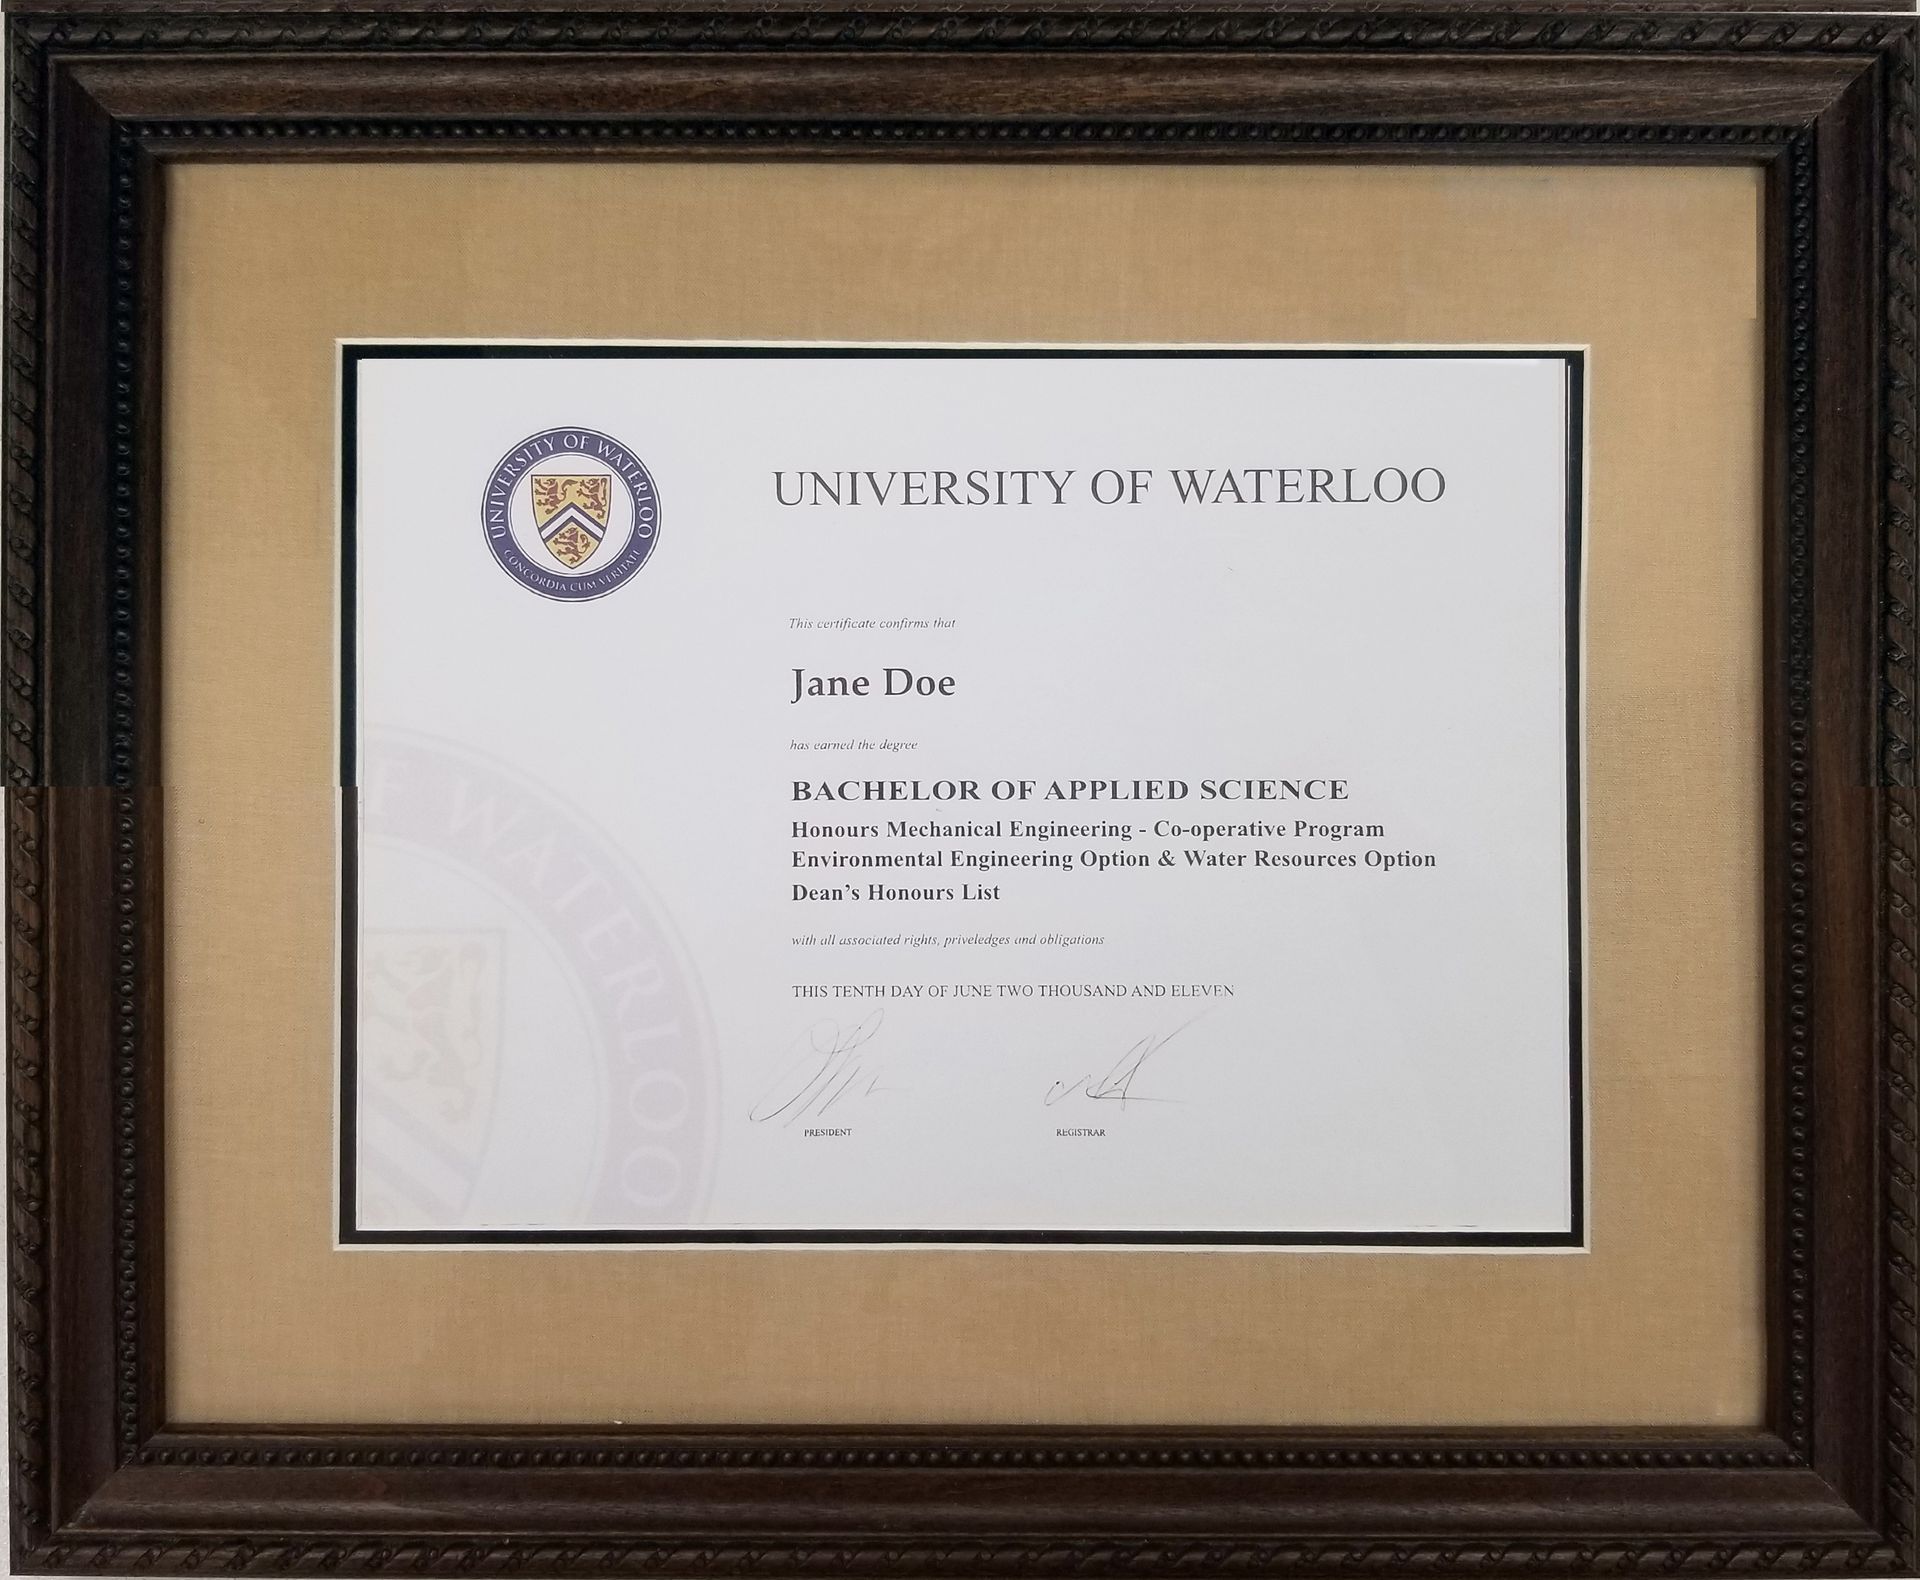 UNIVERSITY OF WATERLOO
CONCORDIA CUM VERITATE
UNIVERSITY OF WATERLOO
This certificate confirms that
Jane Doe
has earned the degree
BACHELOR OF APPLIED SCIENCE
Honours Mechanical Engineering - Co-operative Program
Environmental Engineering Option & Water Resources Option
Dean's Honours List
with all associated rights, priveledges and obligations
THIS TENTH DAY OF JUNE TWO THOUSAND AND ELEVEN
PRESIDENT
REGISTRAR
E WATERLOO